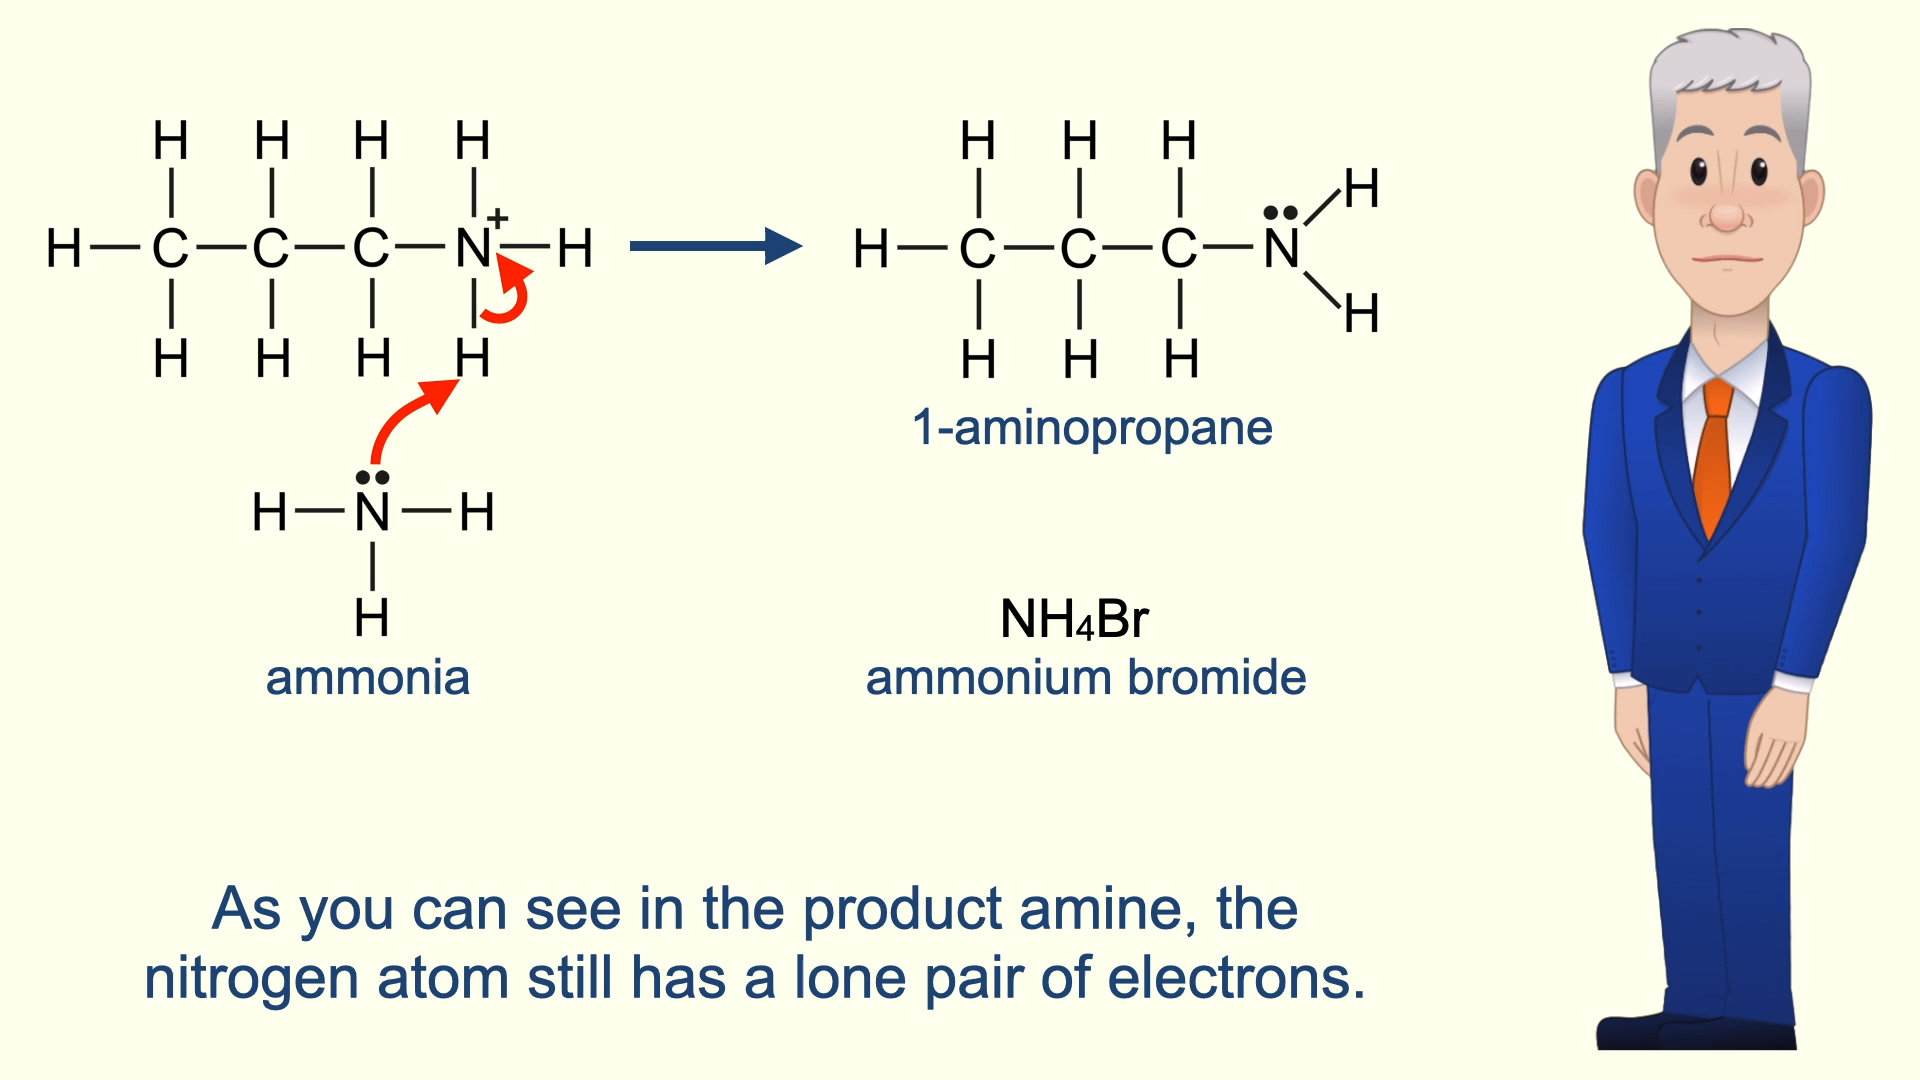 H H H H
H C C C N + H
H H H H
H N H
H
ammonia
H H H
H C C C N H
H
H H H
1-aminopropane
NH₄Br
ammonium bromide
As you can see in the product amine, the
nitrogen atom still has a lone pair of electrons.